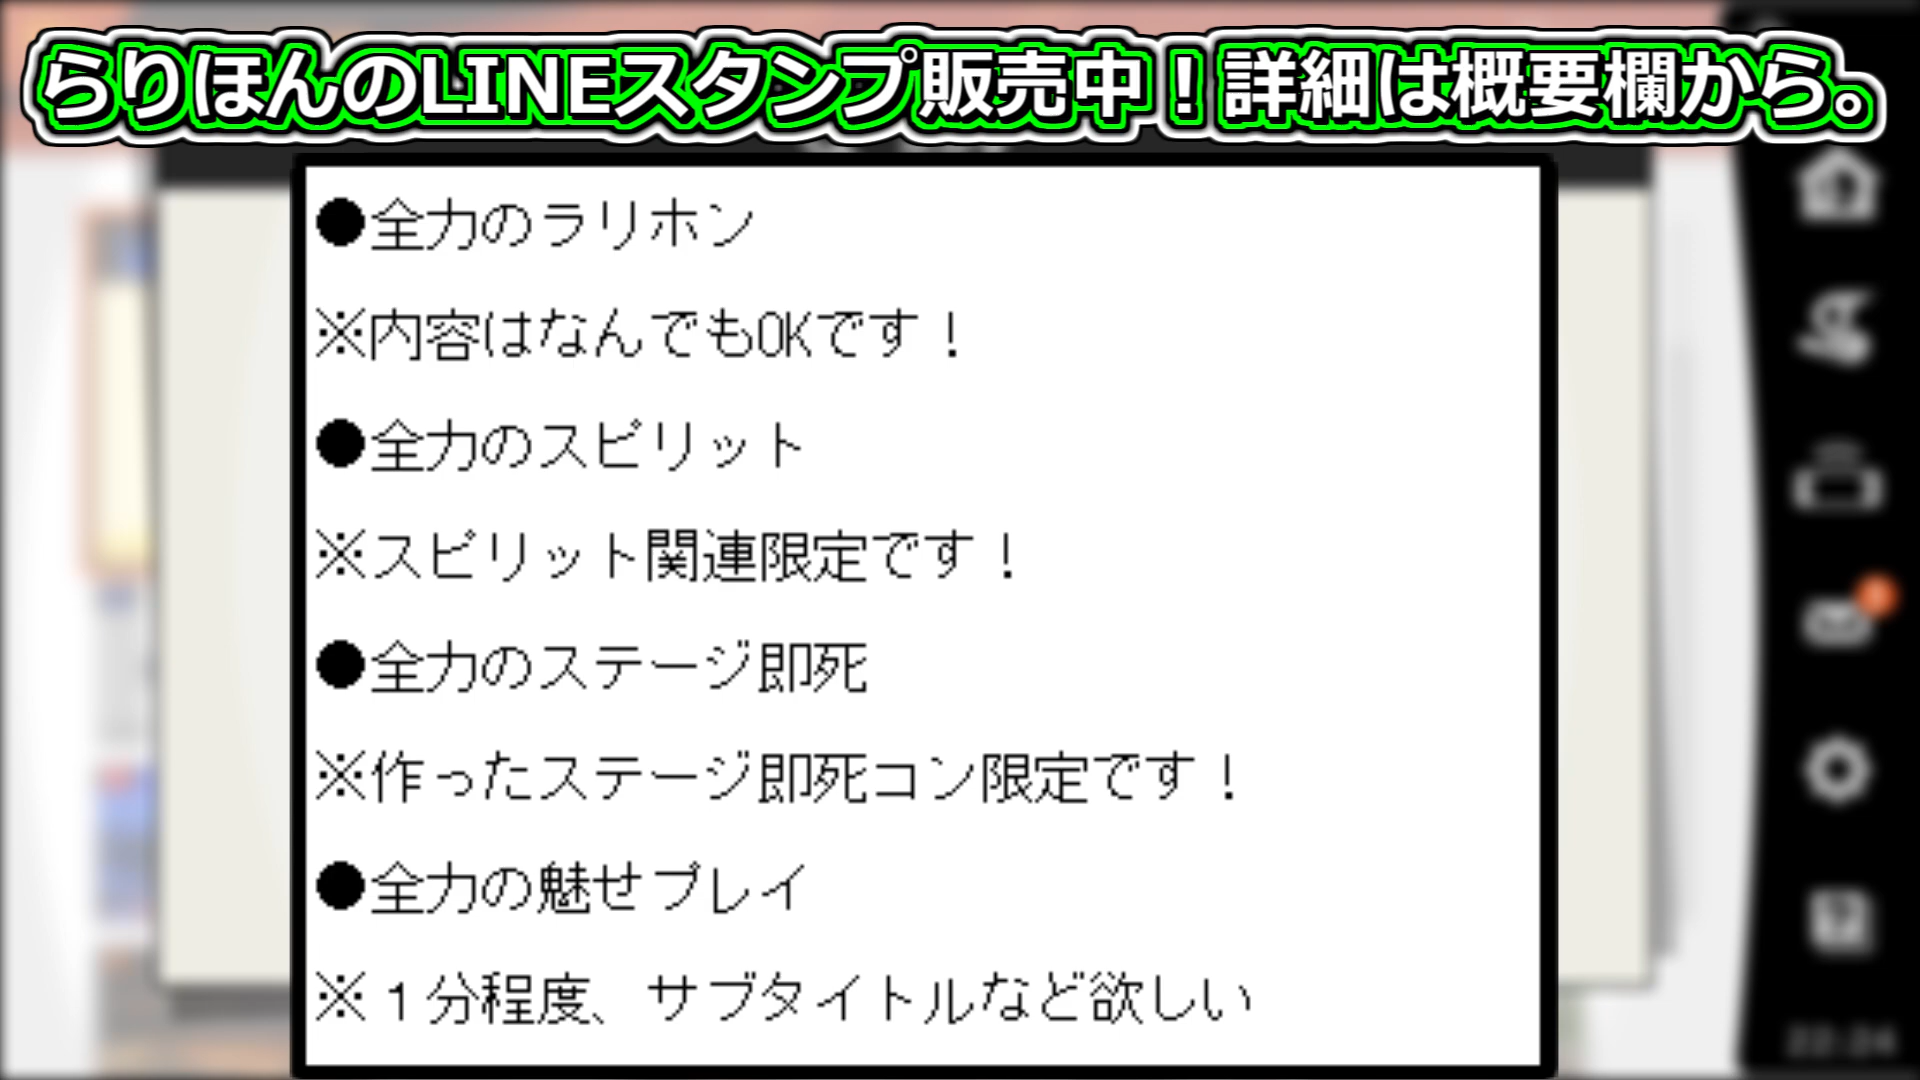 らりほんのLINEスタンプ販売中！詳細は概要欄から。
●全力のラリホン
※内容はなんでもOKです！
●全力のスピリット
※スピリット関連限定です！
●全力のステージ即死
※作ったステージ即死コン限定です！
●全力の魅せプレイ
※１分程度、サブタイトルなど欲しい
22:24